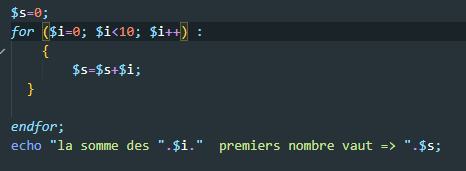 $s=0;
for ($i=0; $i<10; $i++) :
{
$s=$s+$i;
}
endfor;
echo "la somme des ".$i."  premiers nombre vaut => ".$s;